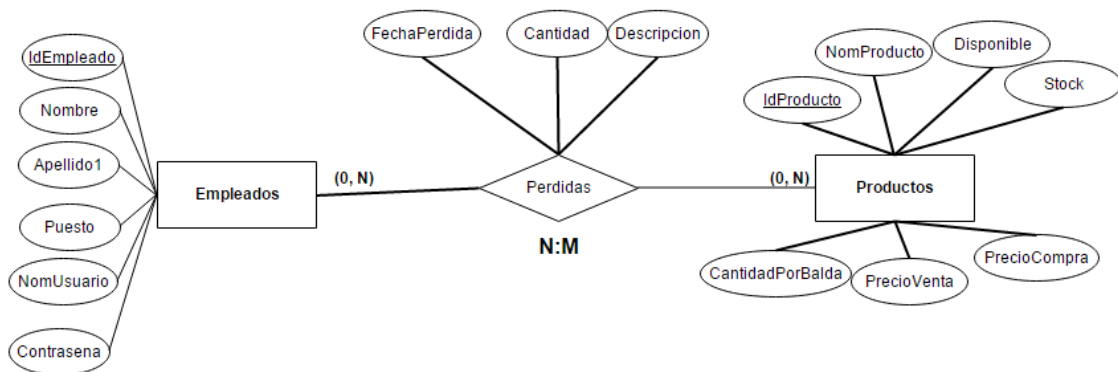 IdEmpleado
Nombre
Apellido1
Puesto
NomUsuario
Contrasena
Empleados
(0, N)
FechaPerdida
Cantidad
Descripcion
Perdidas
N:M
(0, N)
Productos
IdProducto
NomProducto
Disponible
Stock
CantidadPorBalda
PrecioVenta
PrecioCompra